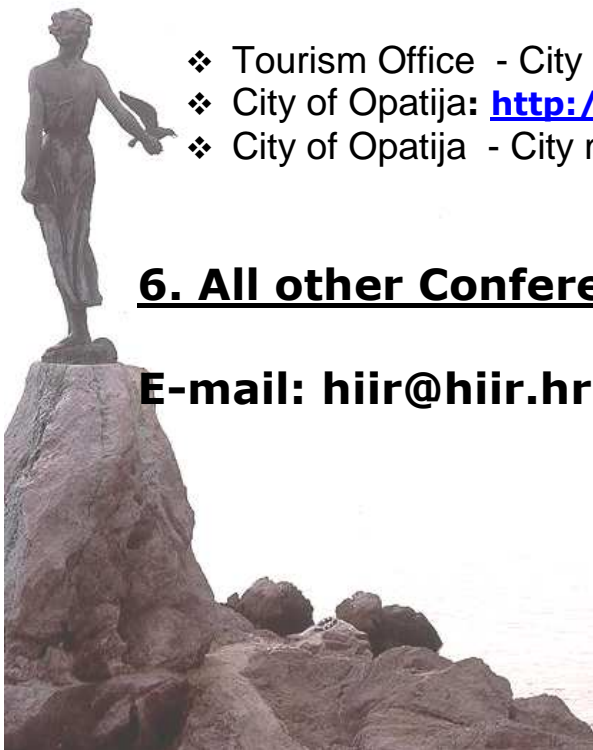 ❖ Tourism Office - City
❖ City of Opatija: http:/
❖ City of Opatija - City r
6. All other Confere
E-mail: hiir@hiir.hr